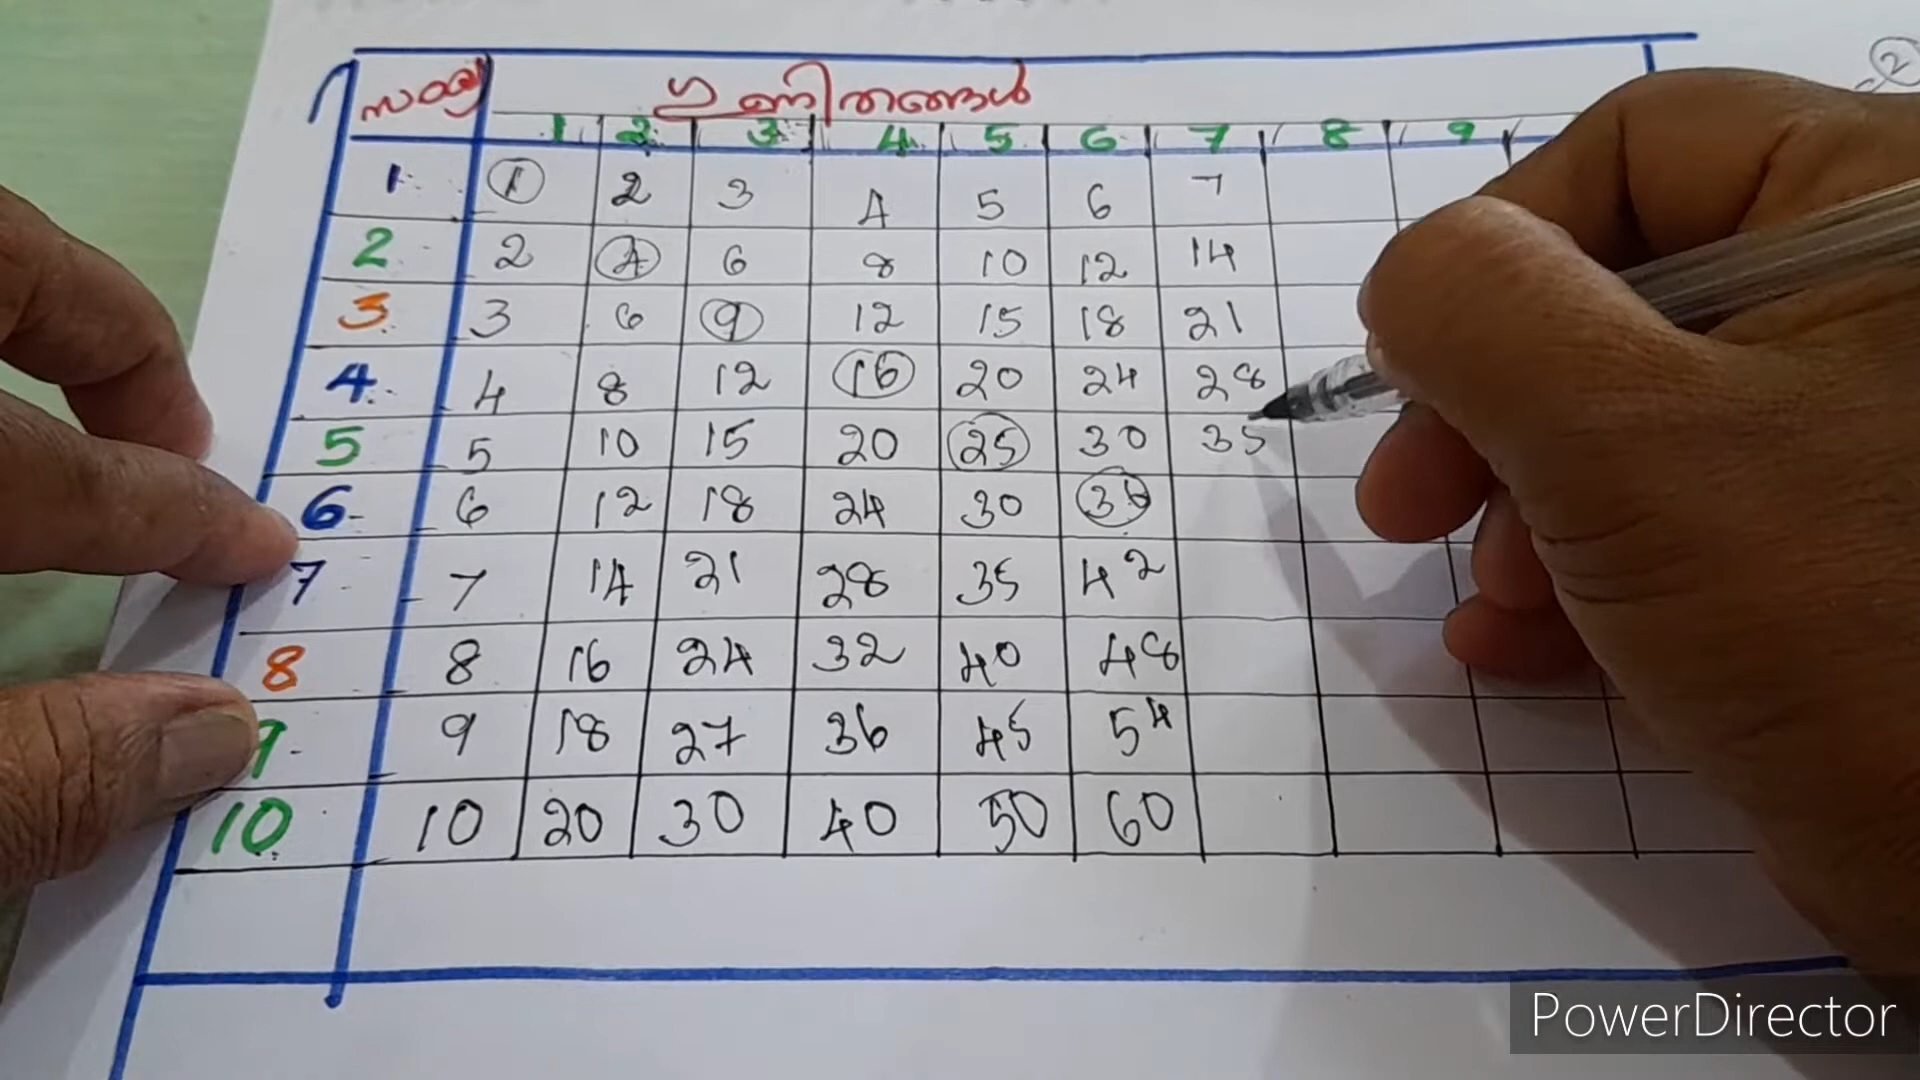 സംഖ്യ ഗുണിതങ്ങൾ
2
1 2 3 4 5 6 7 8 9
1 1 2 3 4 5 6 7
2 2 4 6 8 10 12 14
3 3 6 9 12 15 18 21
4 4 8 12 16 20 24 28
5 5 10 15 20 25 30 35
6 6 12 18 24 30 36
7 7 14 21 28 35 42
8 8 16 24 32 40 48
9 9 18 27 36 45 54
10 10 20 30 40 50 60
PowerDirector